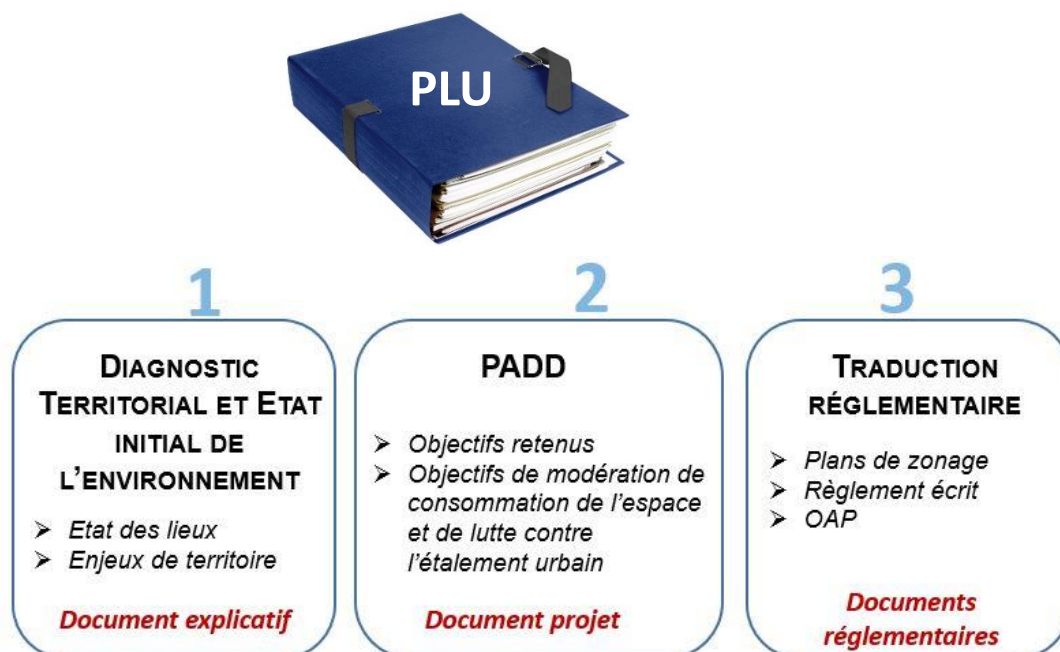 PLU
1
DIAGNOSTIC
TERRITORIAL ET ETAT
INITIAL DE
L'ENVIRONNEMENT
➤ Etat des lieux
➤ Enjeux de territoire
Document explicatif
2
PADD
➤ Objectifs retenus
➤ Objectifs de modération de
consommation de l'espace
et de lutte contre
l'étalement urbain
Document projet
3
TRADUCTION
RÉGLEMENTAIRE
➤ Plans de zonage
➤ Règlement écrit
➤ OAP
Documents
réglementaires